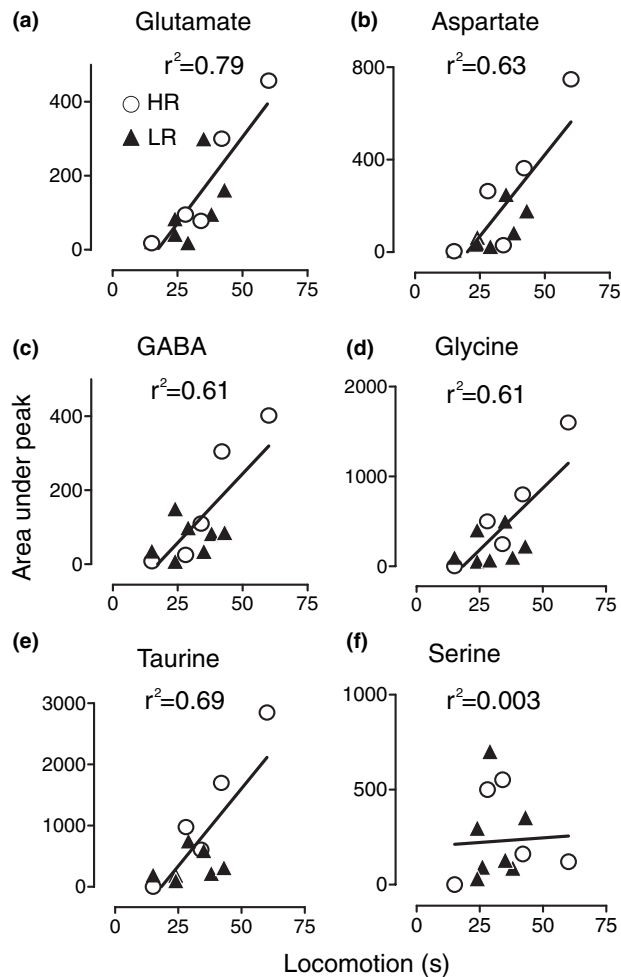 (a) Glutamate
r²=0.79
400
200
0
HR
LR
0 25 50 75
(b) Aspartate
r²=0.63
800
400
0
0 25 50 75
(c) GABA
r²=0.61
400
200
0
0 25 50 75
(d) Glycine
r²=0.61
2000
1000
0
0 25 50 75
Area under peak
(e) Taurine
r²=0.69
3000
2000
1000
0
0 25 50 75
(f) Serine
r²=0.003
1000
500
0
0 25 50 75
Locomotion (s)